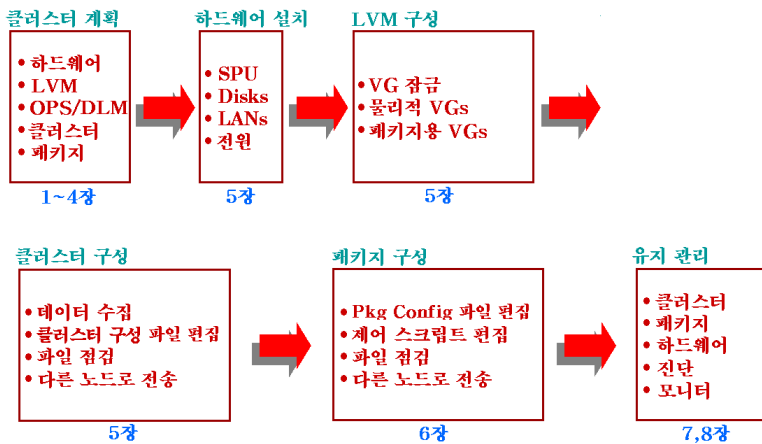 클러스터 계획
• 하드웨어
• LVM
• OPS/DLM
• 클러스터
• 패키지
1~4장
하드웨어 설치
• SPU
• Disks
• LANs
• 전원
5장
LVM 구성
• VG 잠금
• 물리적 VGs
• 패키지용 VGs
5장
클러스터 구성
• 데이터 수집
• 클러스터 구성 파일 편집
• 파일 점검
• 다른 노드로 전송
5장
패키지 구성
• Pkg Config 파일 편집
• 제어 스크립트 편집
• 파일 점검
• 다른 노드로 전송
6장
유지 관리
• 클러스터
• 패키지
• 하드웨어
• 진단
• 모니터
7,8장